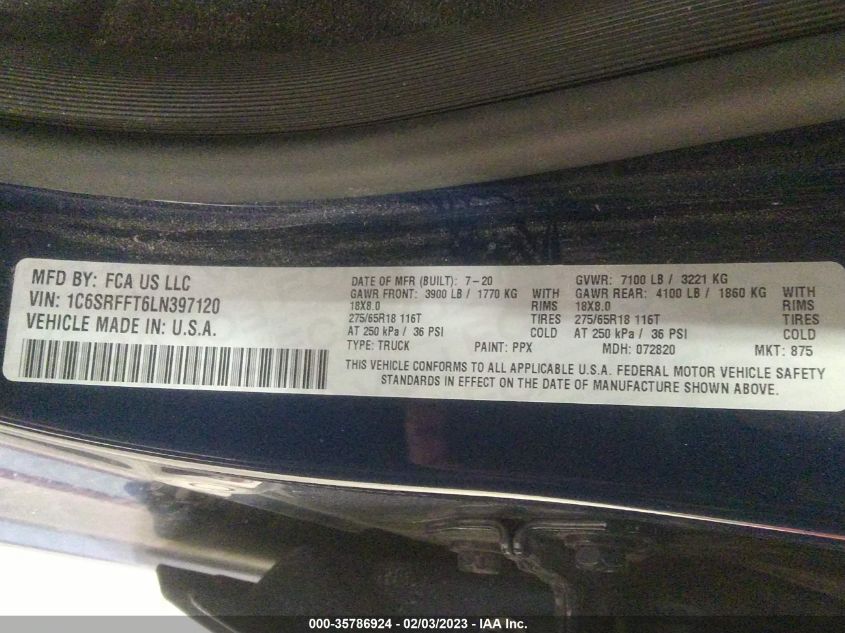 MFD BY: FCA US LLC
VIN: 1C6SRFFT6LN397120
VEHICLE MADE IN: U.S.A.
DATE OF MFR (BUILT): 7-20
GAWR FRONT: 3900 LB / 1770 KG WITH
18X8.0 RIMS
275/65R18 116T TIRES
AT 250 kPa / 36 PSI COLD
TYPE: TRUCK PAINT: PPX
GVWR: 7100 LB / 3221 KG
GAWR REAR: 4100 LB / 1860 KG WITH
18X8.0 RIMS
275/65R18 116T TIRES
AT 250 kPa / 36 PSI COLD
MDH: 072820 MKT: 875
THIS VEHICLE CONFORMS TO ALL APPLICABLE U.S.A. FEDERAL MOTOR VEHICLE SAFETY
STANDARDS IN EFFECT ON THE DATE OF MANUFACTURE SHOWN ABOVE.
000-35786924 - 02/03/2023 - IAA Inc.